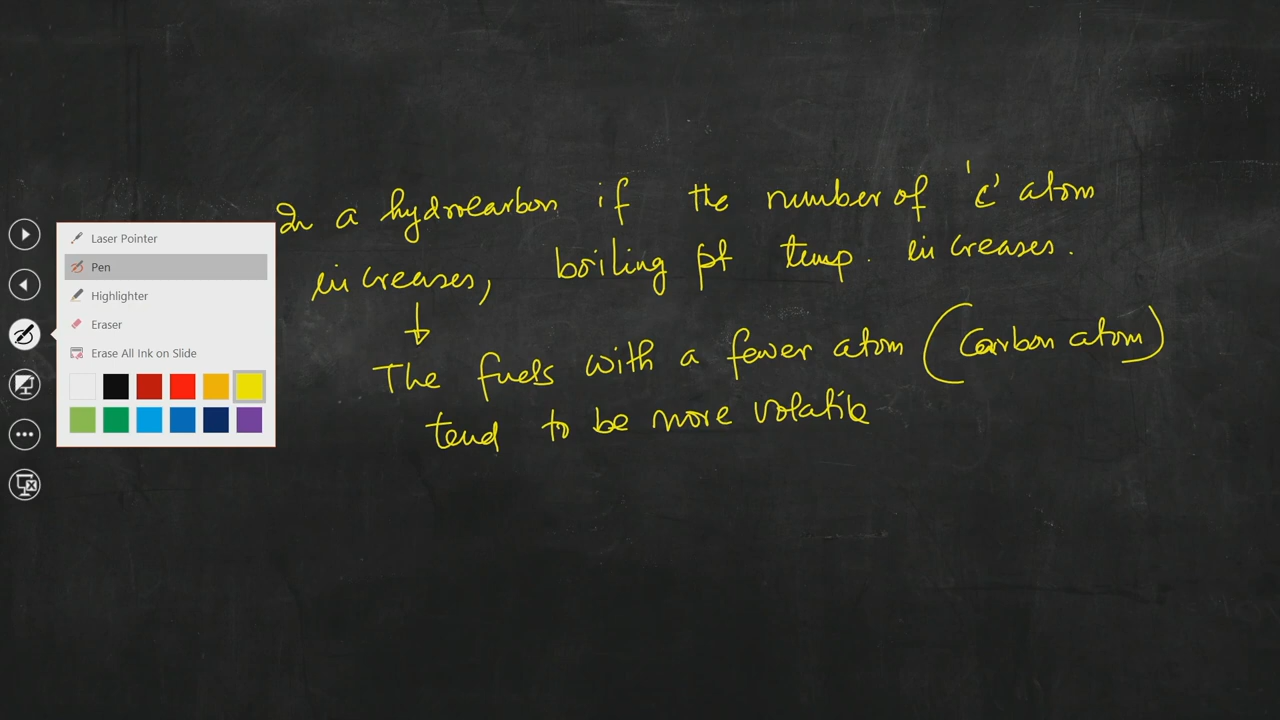 Laser Pointer
Pen
Highlighter
Eraser
Erase All Ink on Slide
In a hydrocarbon if the number of 'C' atom
increases, boiling pt temp. increases.
The fuels with a fewer atom (Carbon atom)
tend to be more volatile